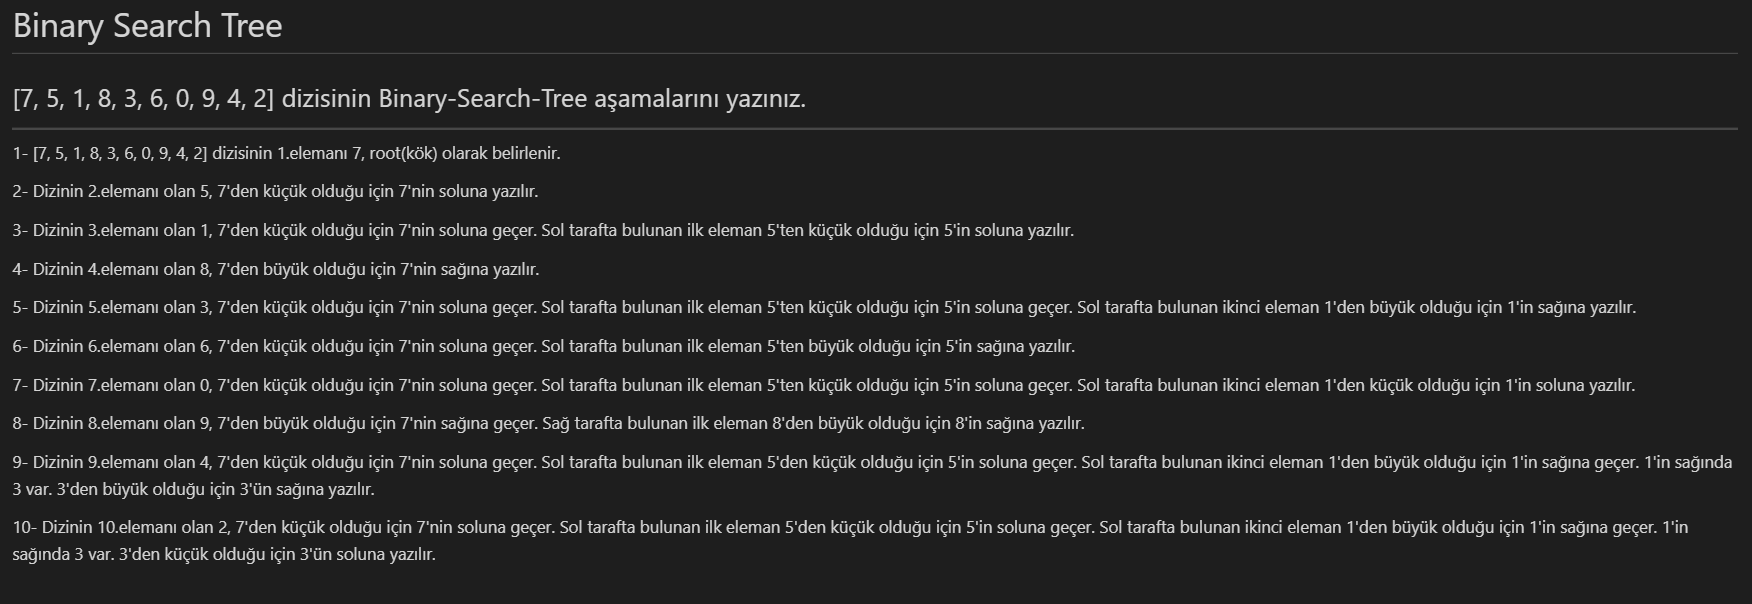 Binary Search Tree
[7, 5, 1, 8, 3, 6, 0, 9, 4, 2] dizisinin Binary-Search-Tree aşamalarını yazınız.
1- [7, 5, 1, 8, 3, 6, 0, 9, 4, 2] dizisinin 1.elemanı 7, root(kök) olarak belirlenir.
2- Dizinin 2.elemanı olan 5, 7'den küçük olduğu için 7'nin soluna yazılır.
3- Dizinin 3.elemanı olan 1, 7'den küçük olduğu için 7'nin soluna geçer. Sol tarafta bulunan ilk eleman 5'ten küçük olduğu için 5'in soluna yazılır.
4- Dizinin 4.elemanı olan 8, 7'den büyük olduğu için 7'nin sağına yazılır.
5- Dizinin 5.elemanı olan 3, 7'den küçük olduğu için 7'nin soluna geçer. Sol tarafta bulunan ilk eleman 5'ten küçük olduğu için 5'in soluna geçer. Sol tarafta bulunan ikinci eleman 1'den büyük olduğu için 1'in sağına yazılır.
6- Dizinin 6.elemanı olan 6, 7'den küçük olduğu için 7'nin soluna geçer. Sol tarafta bulunan ilk eleman 5'ten büyük olduğu için 5'in sağına yazılır.
7- Dizinin 7.elemanı olan 0, 7'den küçük olduğu için 7'nin soluna geçer. Sol tarafta bulunan ilk eleman 5'ten küçük olduğu için 5'in soluna geçer. Sol tarafta bulunan ikinci eleman 1'den küçük olduğu için 1'in soluna yazılır.
8- Dizinin 8.elemanı olan 9, 7'den büyük olduğu için 7'nin sağına geçer. Sağ tarafta bulunan ilk eleman 8'den büyük olduğu için 8'in sağına yazılır.
9- Dizinin 9.elemanı olan 4, 7'den küçük olduğu için 7'nin soluna geçer. Sol tarafta bulunan ilk eleman 5'den küçük olduğu için 5'in soluna geçer. Sol tarafta bulunan ikinci eleman 1'den büyük olduğu için 1'in sağına geçer. 1'in sağında
3 var. 3'den büyük olduğu için 3'ün sağına yazılır.
10- Dizinin 10.elemanı olan 2, 7'den küçük olduğu için 7'nin soluna geçer. Sol tarafta bulunan ilk eleman 5'den küçük olduğu için 5'in soluna geçer. Sol tarafta bulunan ikinci eleman 1'den büyük olduğu için 1'in sağına geçer. 1'in
sağında 3 var. 3'den küçük olduğu için 3'ün soluna yazılır.